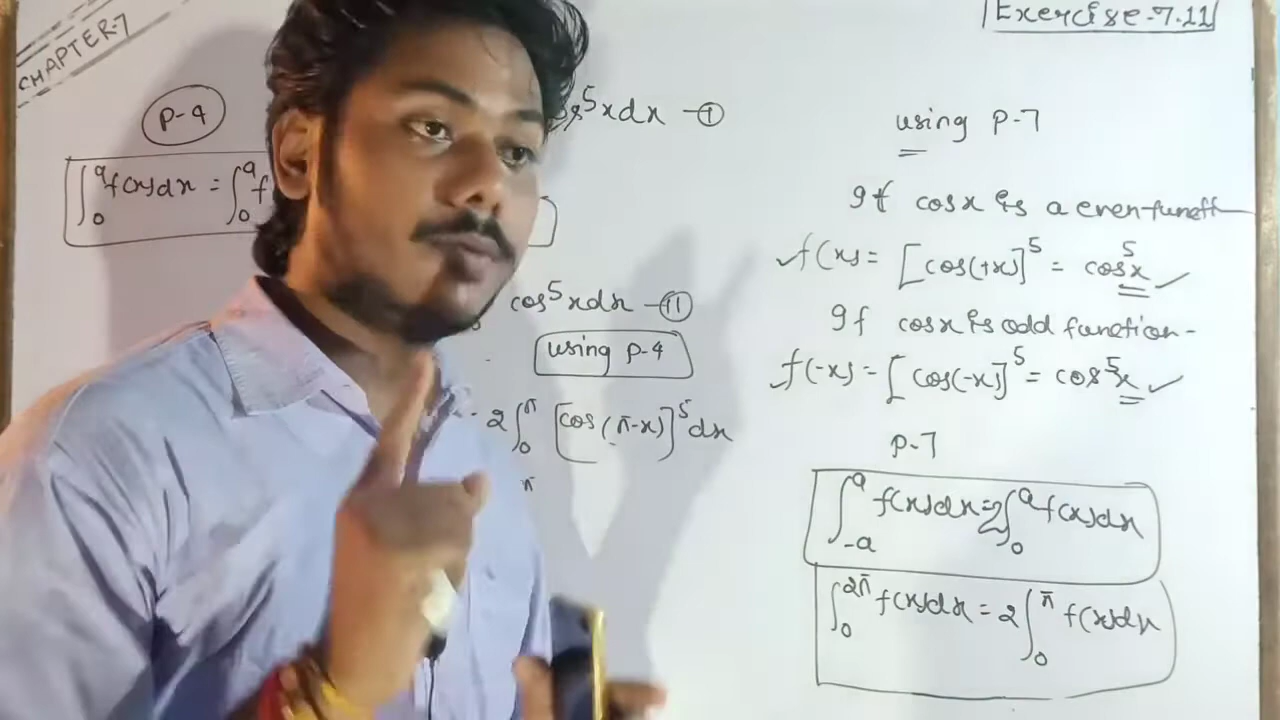 CHAPTER-7
Exercise-7.11
P-4
∫₀ᵃ f(x)dx = ∫₀ᵃ f
os⁵xdx —①
cos⁵xdx —⑪
using P-4
2∫₀^π [cos(π-x)]⁵dx
π
using P-7
If cosx is a even-funct
✓f(x) = [cos(+x)]⁵ = cos⁵x ✓
If cosx is odd function-
✓f(-x) = [cos(-x)]⁵ = cos⁵x ✓
P-7
∫₋ₐᵃ f(x)dx = 2∫₀ᵃ f(x)dx
∫₀^2π f(x)dx = 2∫₀^π f(x)dx